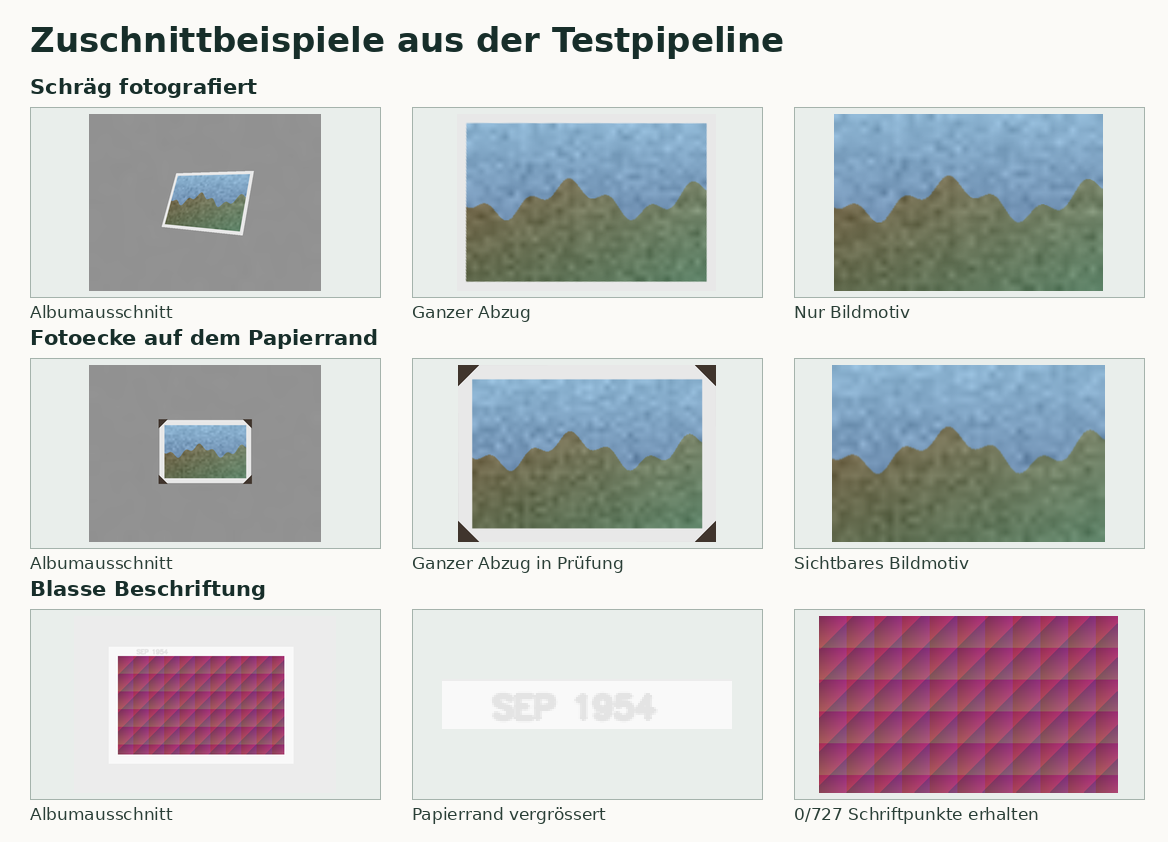 Zuschnittbeispiele aus der Testpipeline
Schräg fotografiert
Albumausschnitt
Ganzer Abzug
Nur Bildmotiv
Fotoecke auf dem Papierrand
Albumausschnitt
Ganzer Abzug in Prüfung
Sichtbares Bildmotiv
Blasse Beschriftung
SEP 1954
SEP 1954
Albumausschnitt
Papierrand vergrössert
0/727 Schriftpunkte erhalten